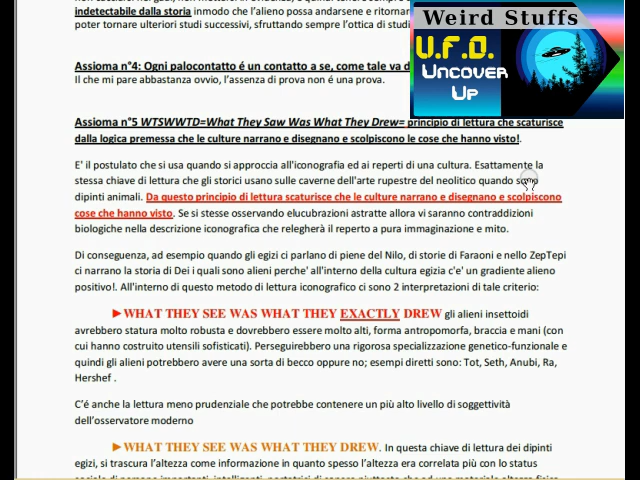 indetectabile dalla storia inmodo che l'alieno possa andarsene e ritornar
poter tornare ulteriori studi successivi, sfruttando sempre l'ottica di studi
Weird Stuffs
U.F.O.
Uncover
Up
Assioma n°4: Ogni palocontatto é un contatto a se, come tale va d
Il che mi pare abbastanza ovvio, l'assenza di prova non é una prova.
Assioma n°5 WTSWWTD=What They Saw Was What They Drew= principio di lettura che scaturisce
dalla logica premessa che le culture narrano e disegnano e scolpiscono le cose che hanno visto!.
E' il postulato che si usa quando si approccia all'iconografia ed ai reperti di una cultura. Esattamente la
stessa chiave di lettura che gli storici usano sulle caverne dell'arte rupestre del neolitico quando sono
dipinti animali. Da questo principio di lettura scaturisce che le culture narrano e disegnano e scolpiscono
cose che hanno visto. Se si stesse osservando elucubrazioni astratte allora vi saranno contraddizioni
biologiche nella descrizione iconografica che relegherà il reperto a pura immaginazione e mito.
Di conseguenza, ad esempio quando gli egizi ci parlano di piene del Nilo, di storie di Faraoni e nello ZepTepi
ci narrano la storia di Dei i quali sono alieni perche' all'interno della cultura egizia c'e' un gradiente alieno
positivo!. All'interno di questo metodo di lettura iconografico ci sono 2 interpretazioni di tale criterio:
►WHAT THEY SEE WAS WHAT THEY EXACTLY DREW gli alieni insettoidi
avrebbero statura molto robusta e dovrebbero essere molto alti, forma antropomorfa, braccia e mani (con
cui hanno costruito utensili sofisticati). Perseguirebbero una rigorosa specializzazione genetico-funzionale e
quindi gli alieni potrebbero avere una sorta di becco oppure no; esempi diretti sono: Tot, Seth, Anubi, Ra,
Hershef .
C'é anche la lettura meno prudenziale che potrebbe contenere un più alto livello di soggettività
dell'osservatore moderno
►WHAT THEY SEE WAS WHAT THEY DREW. In questa chiave di lettura dei dipinti
egizi, si trascura l'altezza come informazione in quanto spesso l'altezza era correlata più con lo status